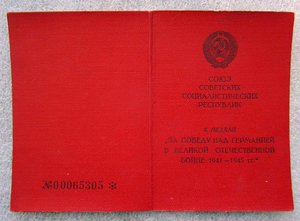 №00065305 *
СОЮЗ
СОВЕТСКИХ
СОЦИАЛИСТИЧЕСКИХ
РЕСПУБЛИК
К МЕДАЛИ
„ЗА ПОБЕДУ НАД ГЕРМАНИЕЙ
В ВЕЛИКОЙ ОТЕЧЕСТВЕННОЙ
ВОЙНЕ 1941–1945 гг."